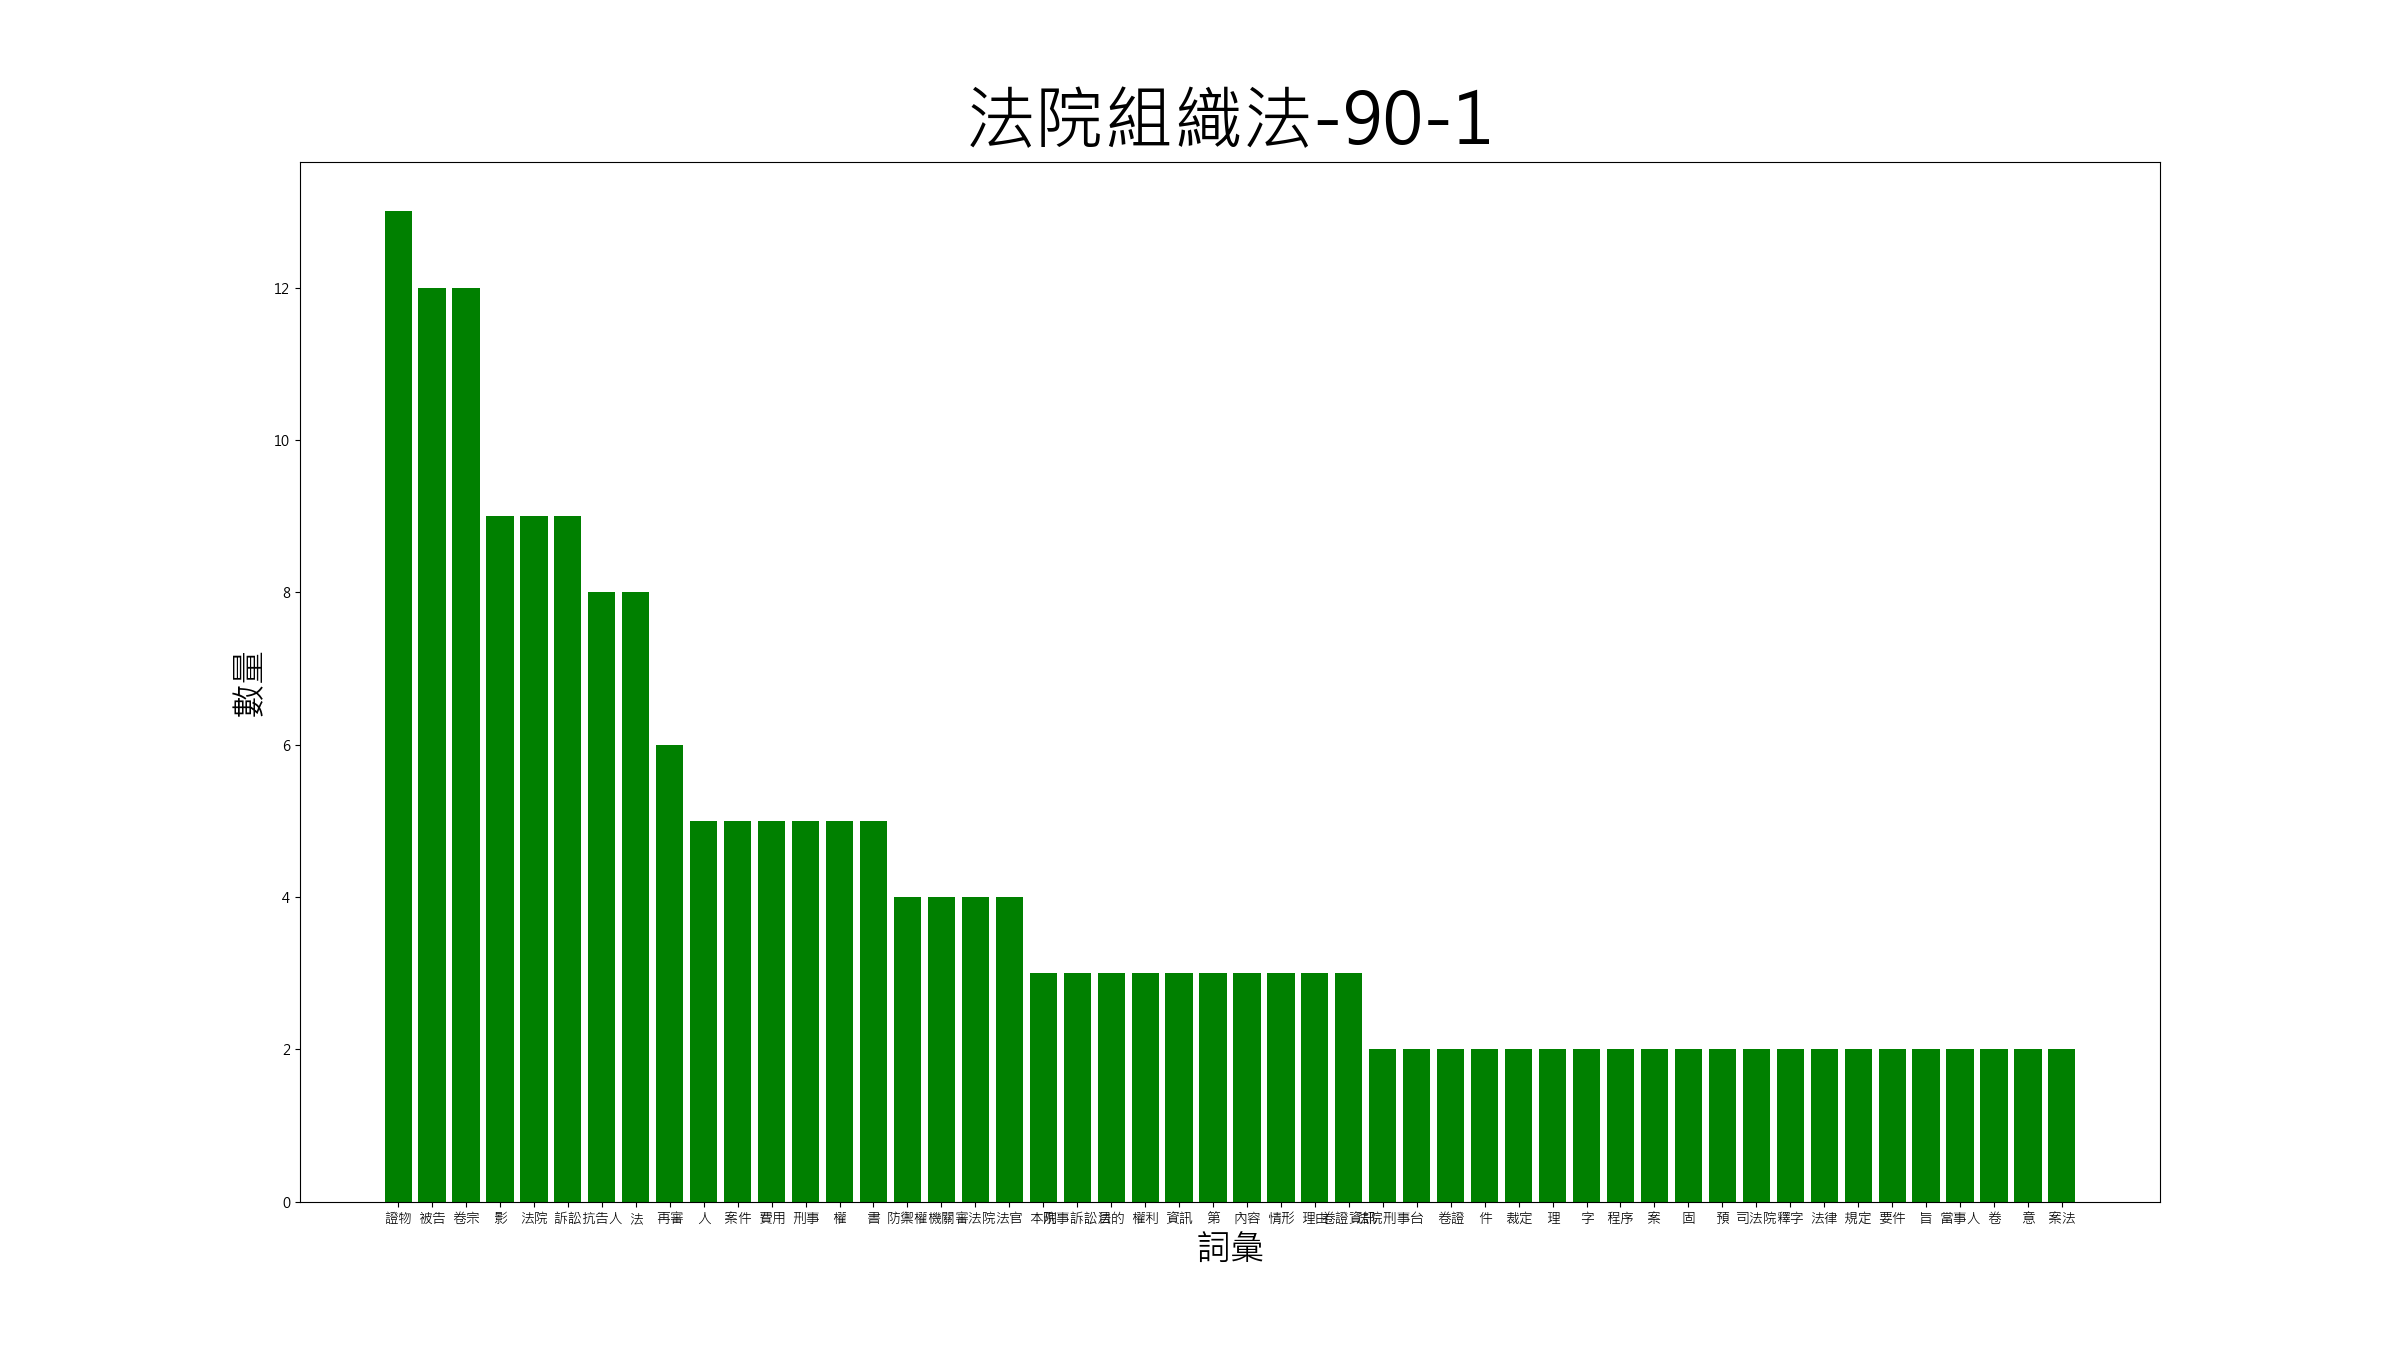 法院組織法-90-1
12
10
8
6
4
2
0
數量
證物 被告 卷宗 影 法院 訴訟 抗告人 法 再審 人 案件 費用 刑事 權 書 防禦權 機關 審法院 法官 本院 刑事訴訟法 目的 權利 資訊 第 內容 情形 理由 卷證資訊 法院刑事 台 卷證 件 裁定 理 字 程序 案 固 預 司法院 釋字 法律 規定 要件 旨 當事人 卷 意 案法
詞彙